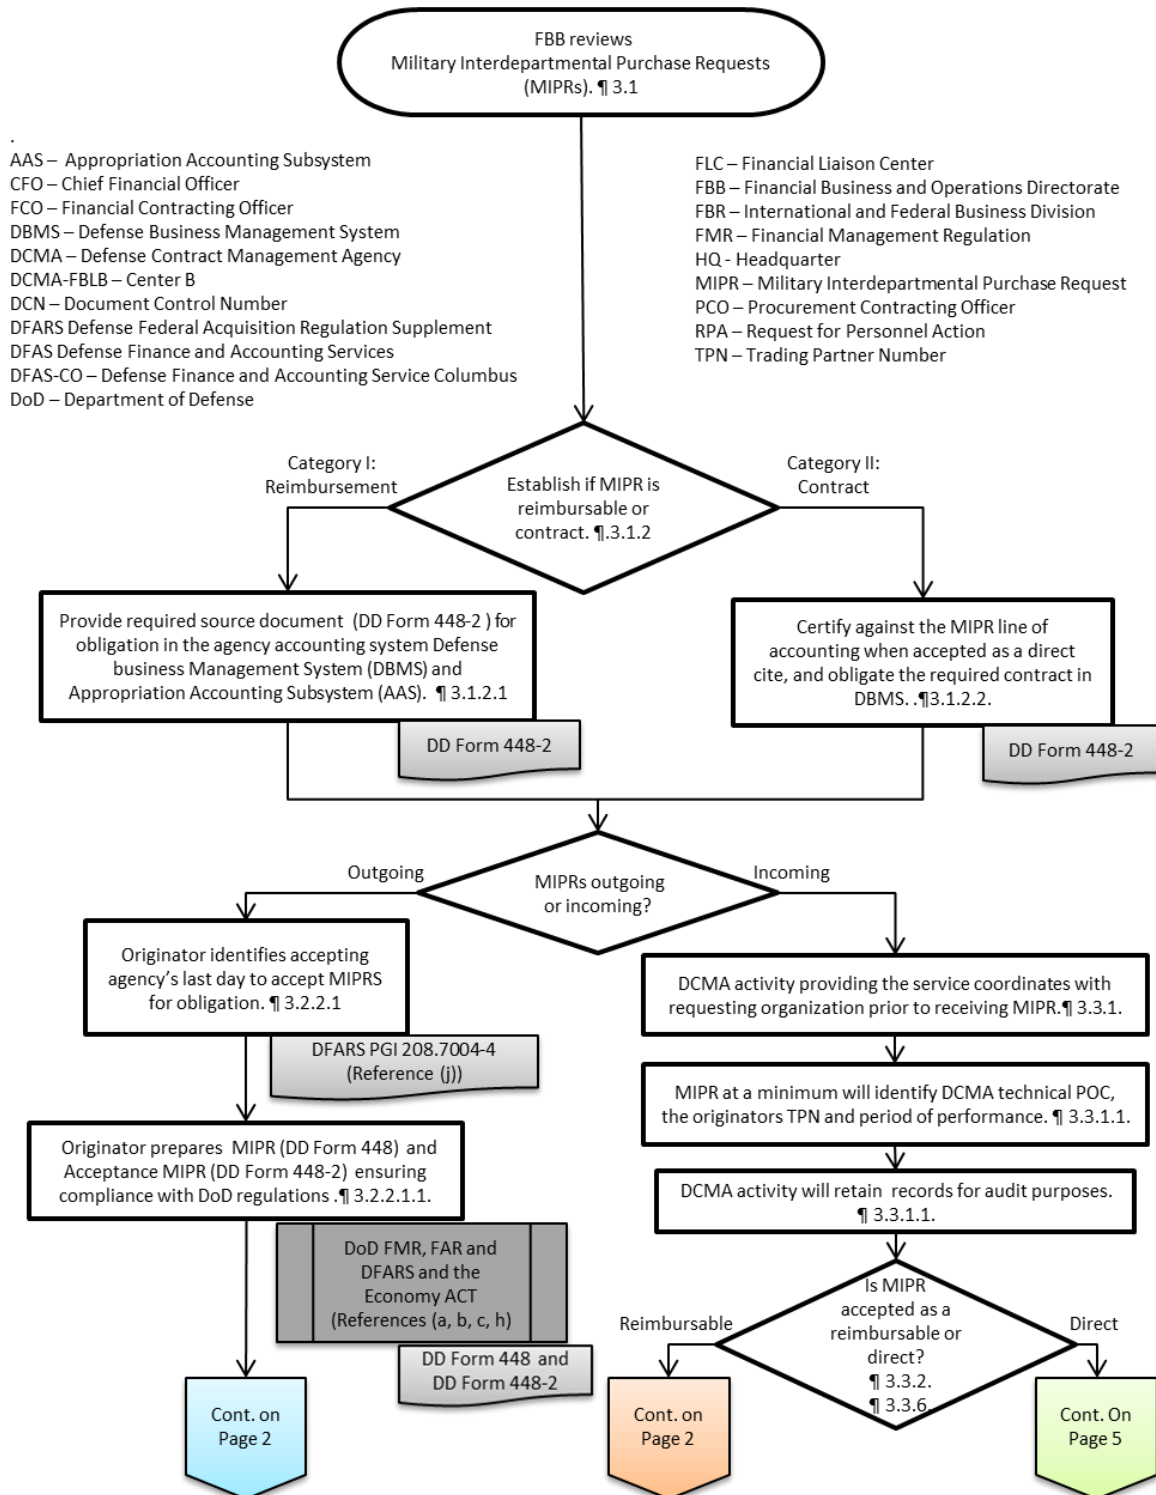 FBB reviews
Military Interdepartmental Purchase Requests
(MIPRs). ¶ 3.1
.
AAS – Appropriation Accounting Subsystem
CFO – Chief Financial Officer
FCO – Financial Contracting Officer
DBMS – Defense Business Management System
DCMA – Defense Contract Management Agency
DCMA-FBLB – Center B
DCN – Document Control Number
DFARS Defense Federal Acquisition Regulation Supplement
DFAS Defense Finance and Accounting Services
DFAS-CO – Defense Finance and Accounting Service Columbus
DoD – Department of Defense
FLC – Financial Liaison Center
FBB – Financial Business and Operations Directorate
FBR – International and Federal Business Division
FMR – Financial Management Regulation
HQ - Headquarter
MIPR – Military Interdepartmental Purchase Request
PCO – Procurement Contracting Officer
RPA – Request for Personnel Action
TPN – Trading Partner Number
Category I:
Reimbursement
Establish if MIPR is
reimbursable or
contract. ¶.3.1.2
Category II:
Contract
Provide required source document (DD Form 448-2 ) for
obligation in the agency accounting system Defense
business Management System (DBMS) and
Appropriation Accounting Subsystem (AAS). ¶ 3.1.2.1
DD Form 448-2
Certify against the MIPR line of
accounting when accepted as a direct
cite, and obligate the required contract in
DBMS. .¶3.1.2.2.
DD Form 448-2
Outgoing
MIPRs outgoing
or incoming?
Incoming
Originator identifies accepting
agency's last day to accept MIPRS
for obligation. ¶ 3.2.2.1
DFARS PGI 208.7004-4
(Reference (j))
Originator prepares MIPR (DD Form 448) and
Acceptance MIPR (DD Form 448-2) ensuring
compliance with DoD regulations .¶ 3.2.2.1.1.
DoD FMR, FAR and
DFARS and the
Economy ACT
(References (a, b, c, h)
DD Form 448 and
DD Form 448-2
Cont. on
Page 2
DCMA activity providing the service coordinates with
requesting organization prior to receiving MIPR.¶ 3.3.1.
MIPR at a minimum will identify DCMA technical POC,
the originators TPN and period of performance. ¶ 3.3.1.1.
DCMA activity will retain records for audit purposes.
¶ 3.3.1.1.
Reimbursable
Is MIPR
accepted as a
reimbursable or
direct?
¶ 3.3.2.
¶ 3.3.6.
Direct
Cont. on
Page 2
Cont. On
Page 5